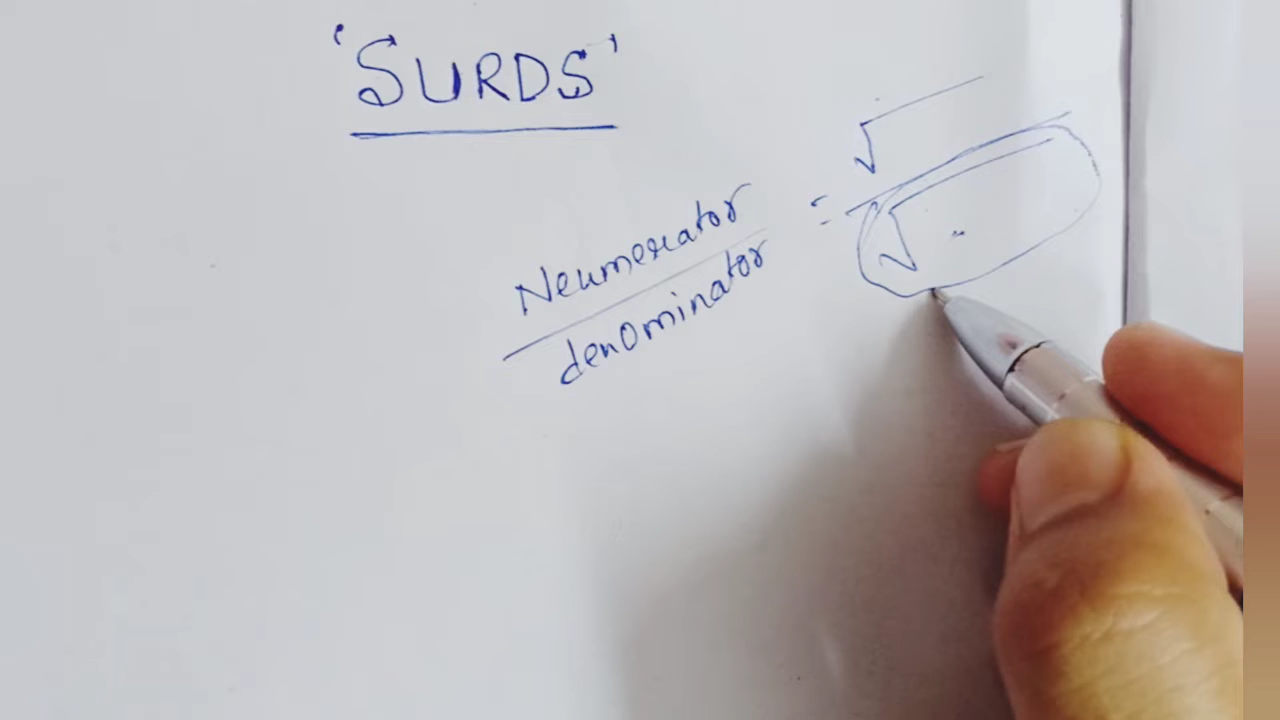 'SURDS'
Neumerator = √
denominator √